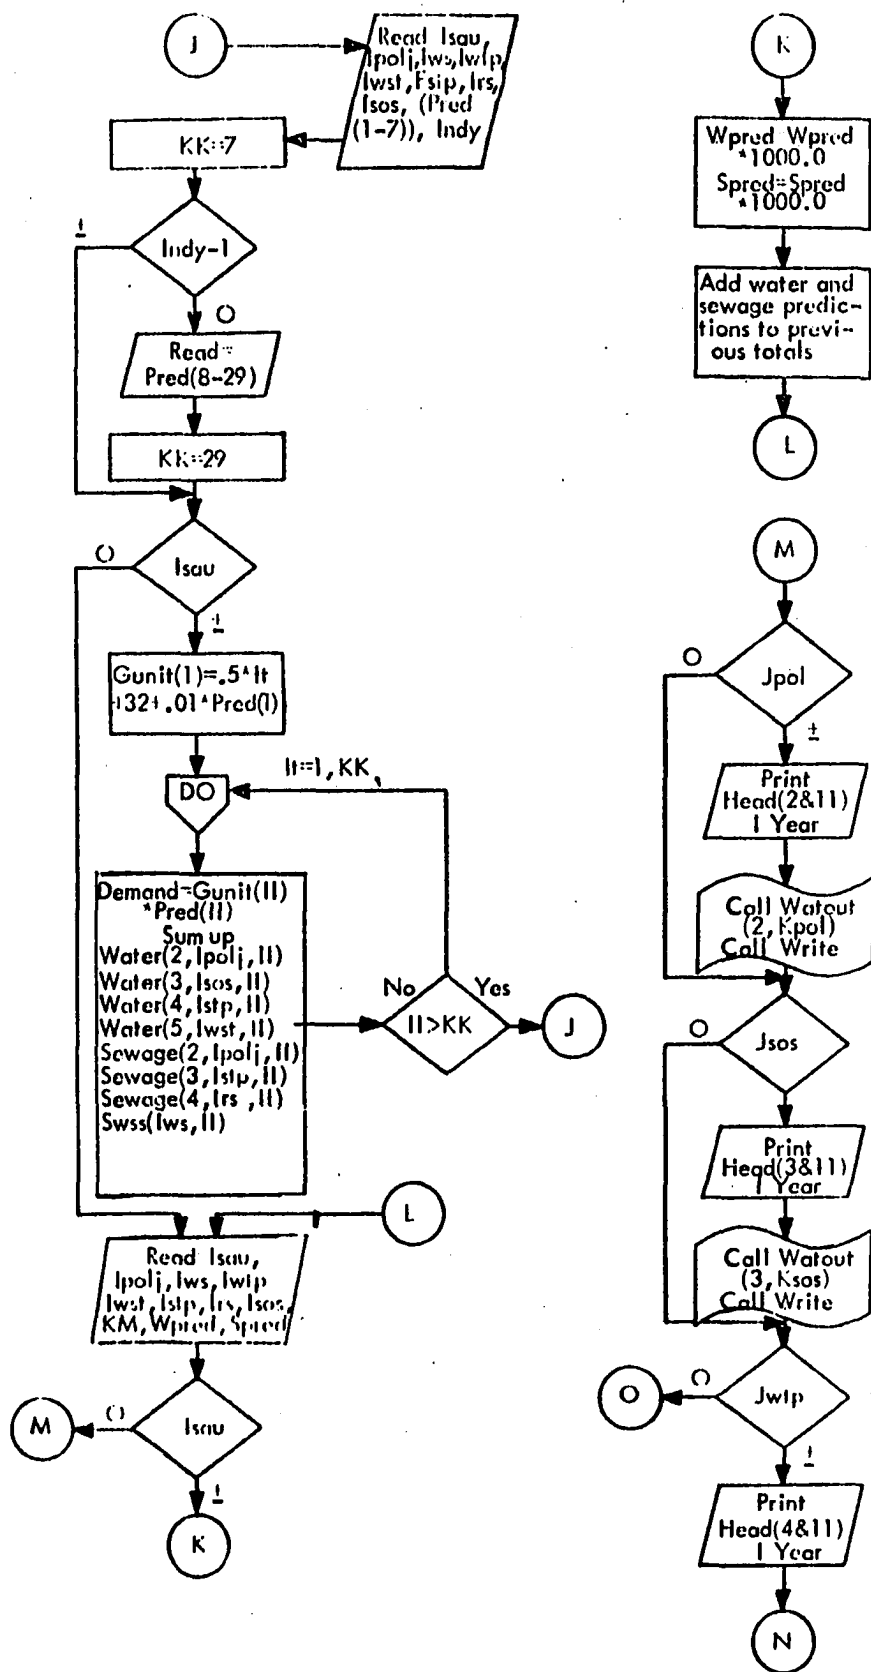 J
Read Isau,
Ipolj,Iws,Iwtp,
Iwst, Fstp, Irs,
Isos, (Pred
(1-7)), Indy
KK=7
±
Indy-1
O
Read=
Pred(8-29)
KK=29
O
Isau
±
Gunit(1)=.5*It
+32+.01*Pred(1)
It=1, KK,
DO
Demand=Gunit(II)
*Pred(II)
Sum up
Water(2,Ipolj,II)
Water(3,Isos,II)
Water(4,Istp,II)
Water(5,Iwst,II)
Sewage(2,Ipolj,II)
Sewage(3,Istp,II)
Sewage(4,Irs ,II)
Swss(Iws,II)
No
Yes
II>KK
J
L
Read Isau,
Ipolj, Iws, Iwtp
Iwst, Istp, Irs, Isos,
KM, Wpred, Spred
M
O
Isau
±
K
K
Wpred Wpred
*1000.0
Spred=Spred
*1000.0
Add water and
sewage predic-
tions to previ-
ous totals
L
M
O
Jpol
±
Print
Head(2&11)
I Year
Call Watout
(2, Kpol)
Call Write
O
Jsos
Print
Head(3&11)
I Year
Call Watout
(3, Ksos)
Call Write
O
O
Jwtp
±
Print
Head(4&11)
I Year
N